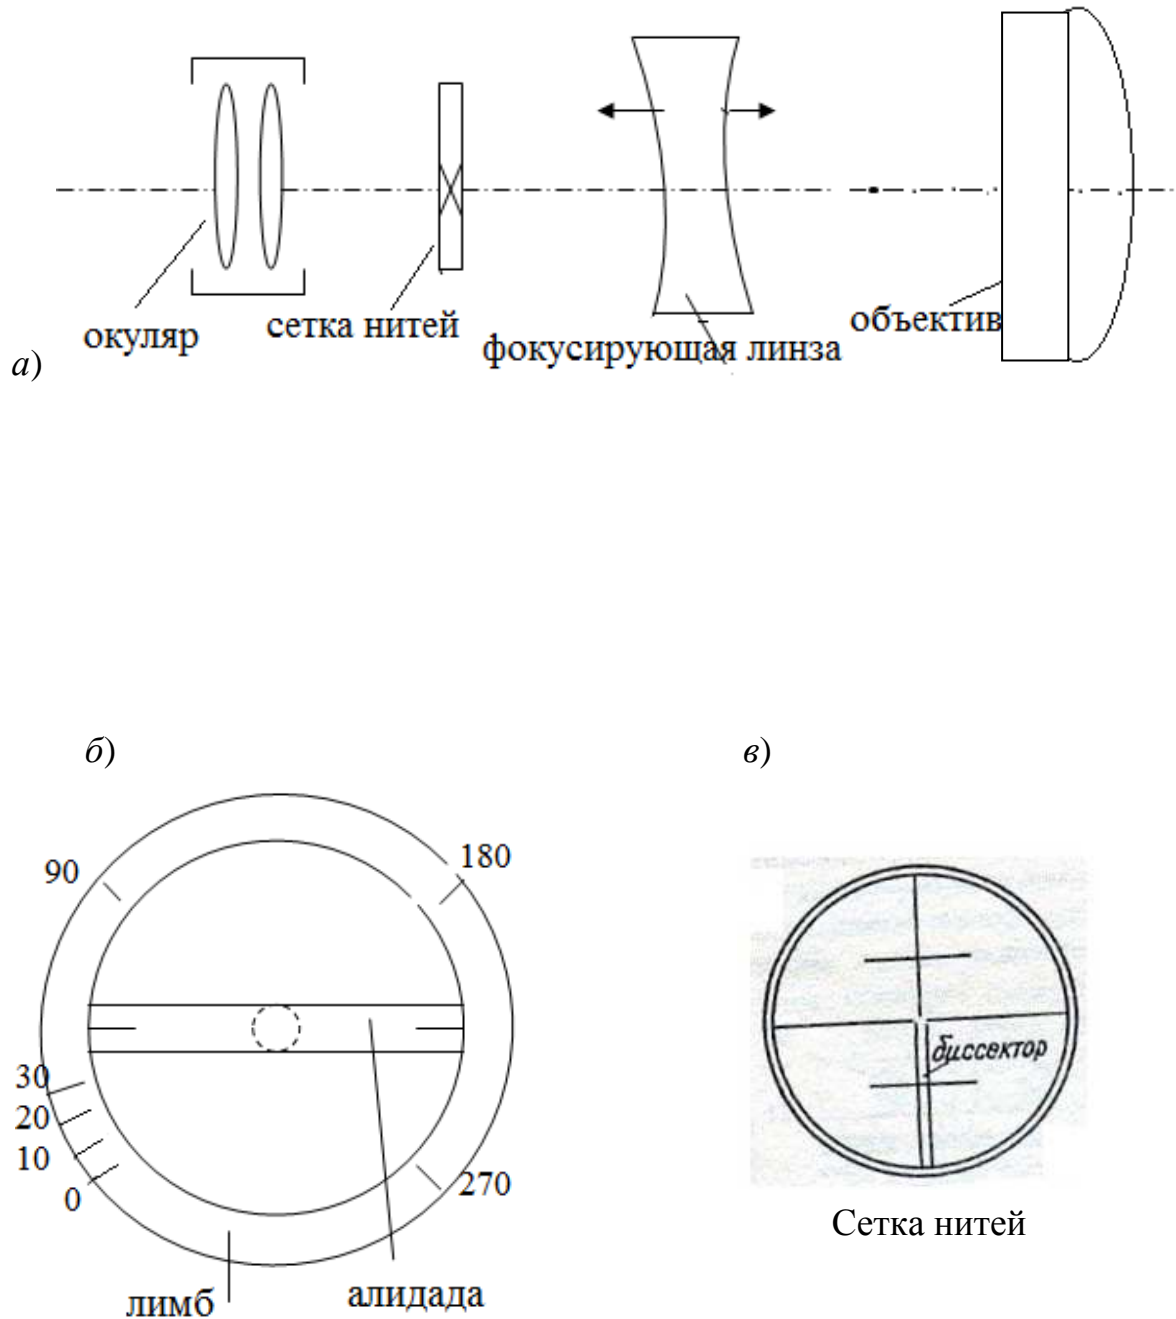 окуляр
сетка нитей
фокусирующая линза
объектив
а)
б)
в)
90
180
30
20
10
0
270
лимб
алидада
биссектор
Сетка нитей